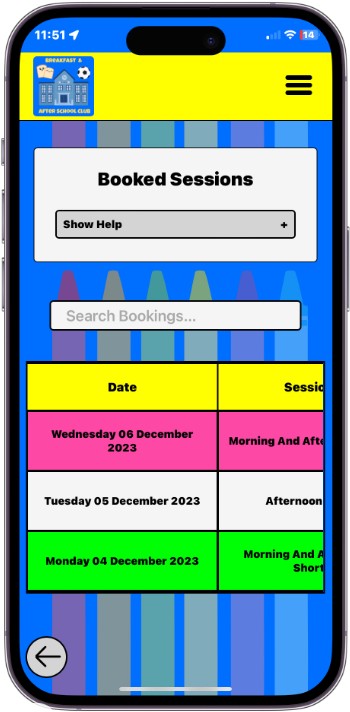 11:51
14
BREAKFAST &
AFTER SCHOOL CLUB
Booked Sessions
Show Help +
Search Bookings...
Date Sessio
Wednesday 06 December
2023
Morning And Afte
Tuesday 05 December 2023 Afternoon
Monday 04 December 2023
Morning And A
Short